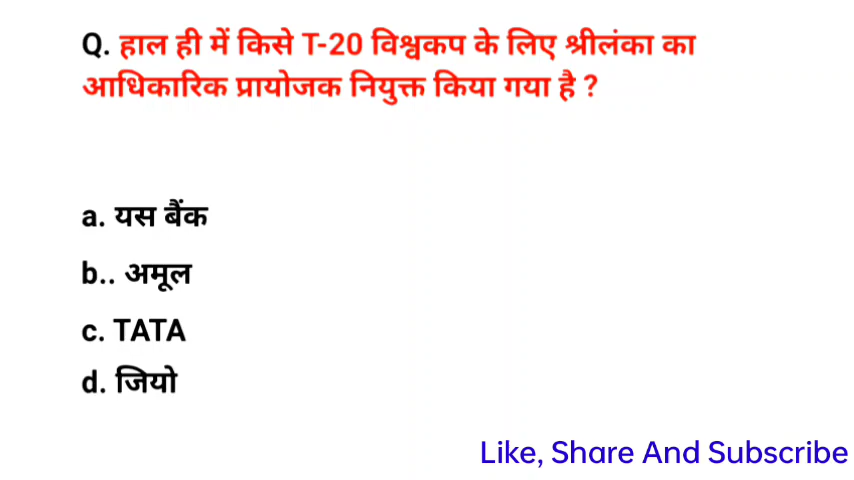 Q. हाल ही में किसे T-20 विश्वकप के लिए श्रीलंका का
आधिकारिक प्रायोजक नियुक्त किया गया है ?
a. यस बैंक
b.. अमूल
c. TATA
d. जियो
Like, Share And Subscribe